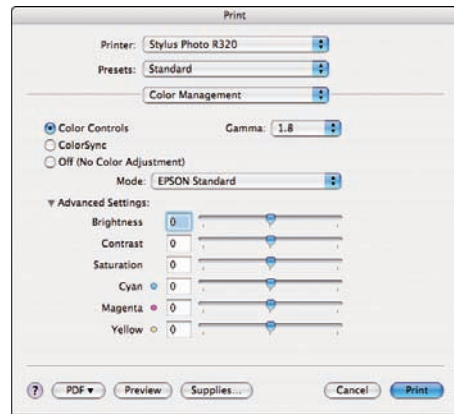 Print
Printer: Stylus Photo R320
Presets: Standard
Color Management
Color Controls Gamma: 1.8
ColorSync
Off (No Color Adjustment)
Mode: EPSON Standard
Advanced Settings:
Brightness 0
Contrast 0
Saturation 0
Cyan 0
Magenta 0
Yellow 0
? PDF Preview Supplies... Cancel Print